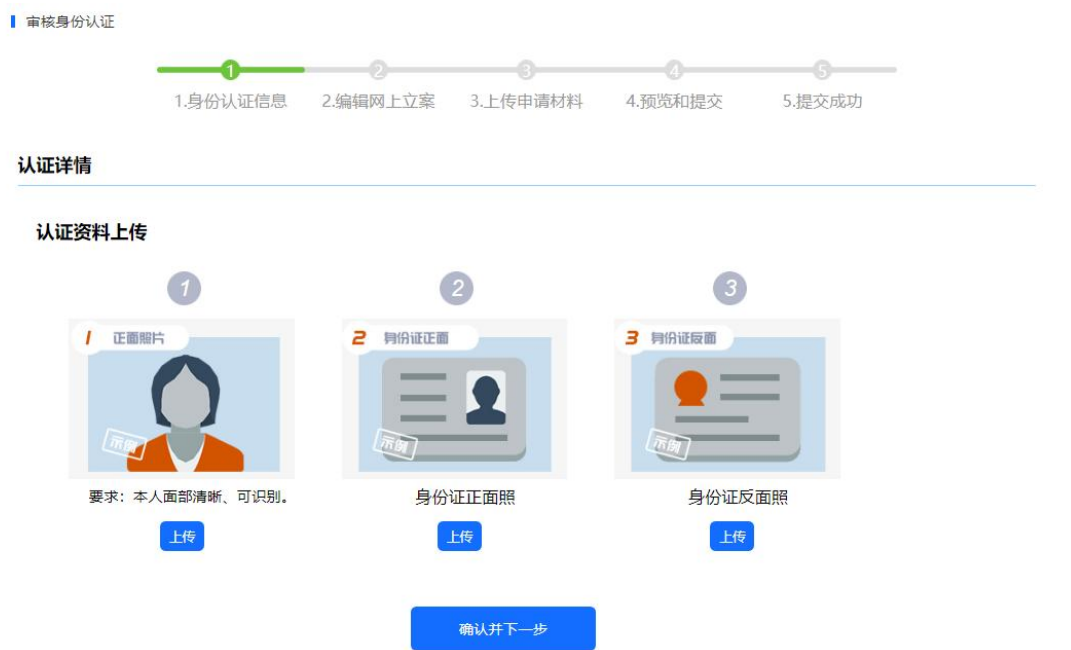 审核身份认证
1 2 3 4 5
1.身份认证信息 2.编辑网上立案 3.上传申请材料 4.预览和提交 5.提交成功
认证详情
认证资料上传
1 2 3
1 正面照片 2 身份证正面 3 身份证反面
示例 示例 示例
要求：本人面部清晰、可识别。 身份证正面照 身份证反面照
上传 上传 上传
确认并下一步